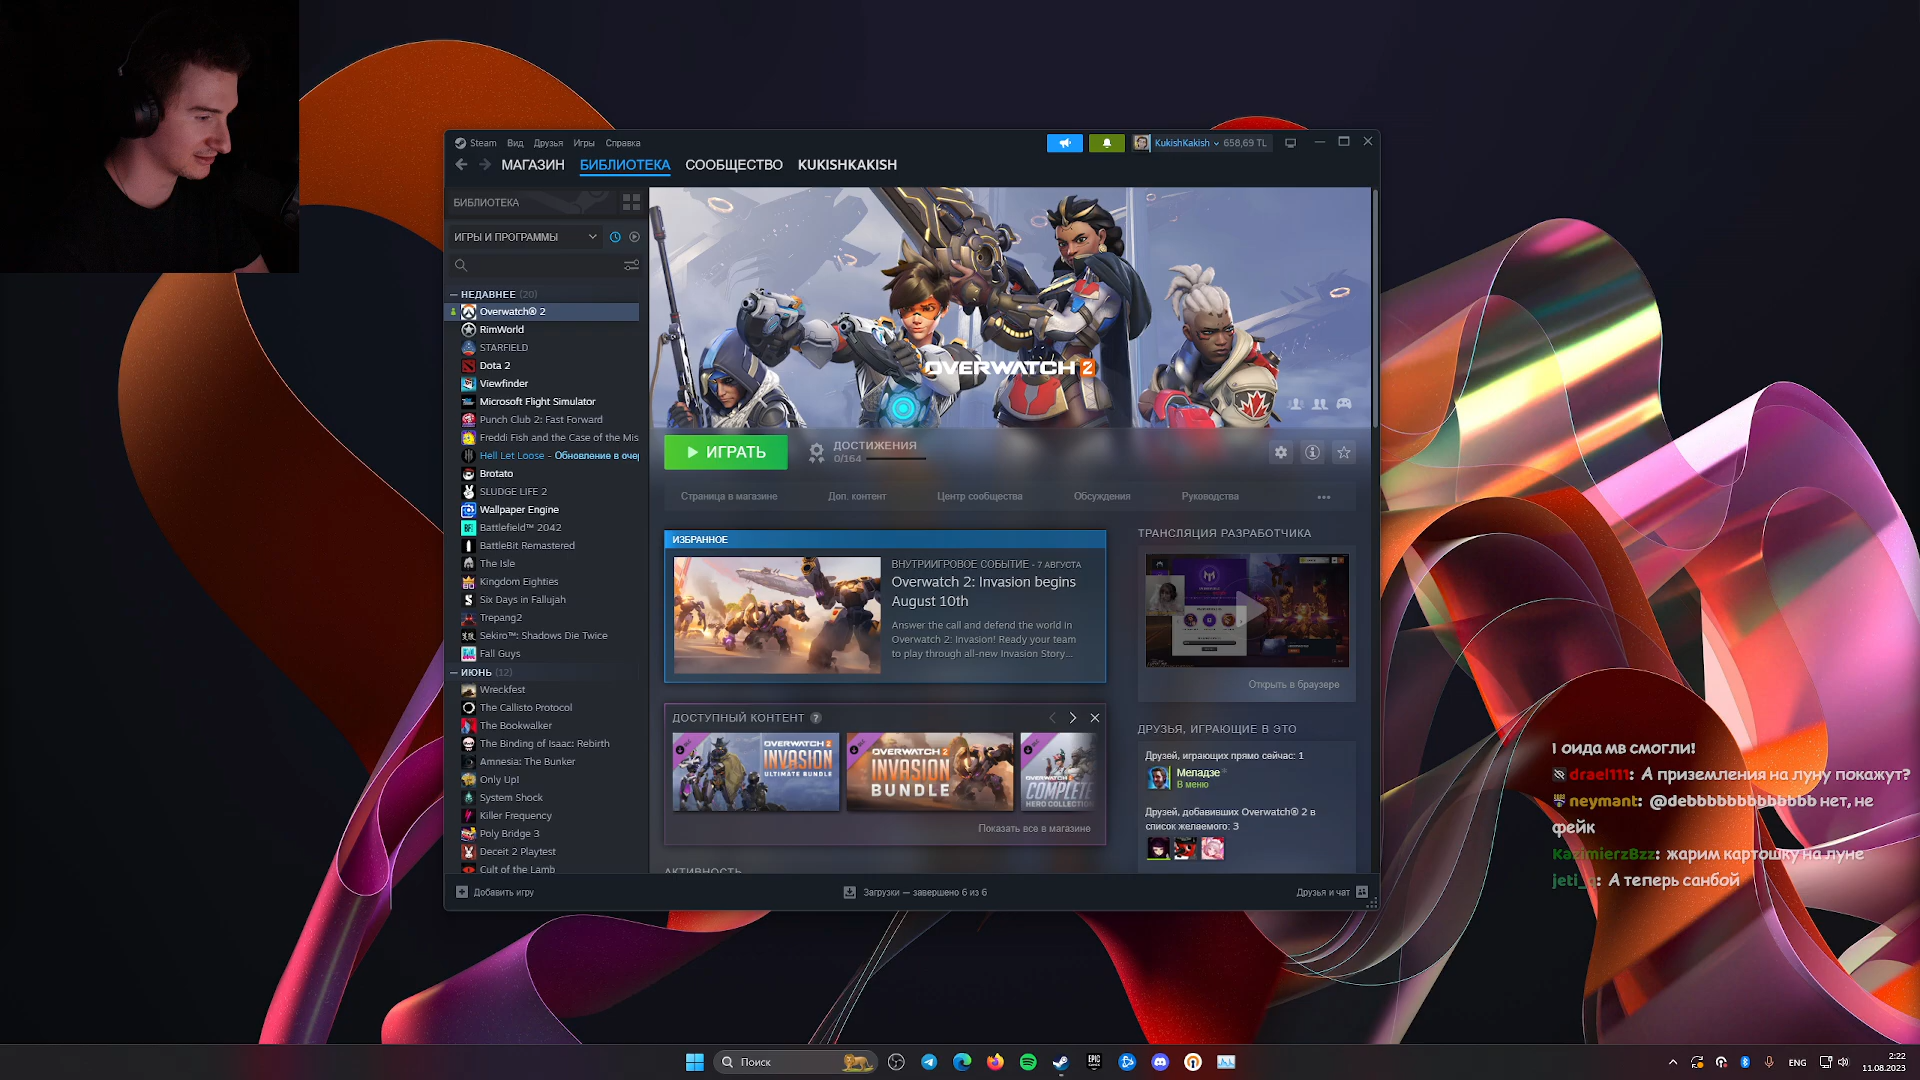 Steam Вид Друзья Игры Справка
KukishKakish 658,69 TL
МАГАЗИН БИБЛИОТЕКА СООБЩЕСТВО KUKISHKAKISH
БИБЛИОТЕКА
ИГРЫ И ПРОГРАММЫ
НЕДАВНЕЕ (20)
Overwatch® 2
RimWorld
STARFIELD
Dota 2
Viewfinder
Microsoft Flight Simulator
Punch Club 2: Fast Forward
Freddi Fish and the Case of the Mis
Hell Let Loose - Обновление в очер
Brotato
SLUDGE LIFE 2
Wallpaper Engine
Battlefield™ 2042
BattleBit Remastered
The Isle
Kingdom Eighties
Six Days in Fallujah
Trepang2
Sekiro™: Shadows Die Twice
Fall Guys
ИЮНЬ (12)
Wreckfest
The Callisto Protocol
The Bookwalker
The Binding of Isaac: Rebirth
Amnesia: The Bunker
Only Up!
System Shock
Killer Frequency
Poly Bridge 3
Deceit 2 Playtest
Cult of the Lamb
OVERWATCH 2
ИГРАТЬ
ДОСТИЖЕНИЯ
0/164
Страница в магазине Доп. контент Центр сообщества Обсуждения Руководства
ИЗБРАННОЕ
ВНУТРИИГРОВОЕ СОБЫТИЕ - 7 АВГУСТА
Overwatch 2: Invasion begins
August 10th
Answer the call and defend the world in
Overwatch 2: Invasion! Ready your team
to play through all-new Invasion Story...
ДОСТУПНЫЙ КОНТЕНТ ?
OVERWATCH 2
INVASION
ULTIMATE BUNDLE
OVERWATCH 2
INVASION
BUNDLE
OVERWATCH 2
COMPLETE
HERO COLLECTION
Показать все в магазине
АКТИВНОСТЬ
ТРАНСЛЯЦИЯ РАЗРАБОТЧИКА
Открыть в браузере
ДРУЗЬЯ, ИГРАЮЩИЕ В ЭТО
Друзей, играющих прямо сейчас: 1
Меладзе
В меню
Друзей, добавивших Overwatch® 2 в
список желаемого: 3
Добавить игру
Загрузки — завершено 6 из 6
Друзья и чат
оида мв смогли!
drael111: А приземления на луну покажут?
neymant: @debbbbbbbbbbbbb нет, не
фейк
KazimierzBzz: жарим картошку на луне
: А теперь санбой
Поиск
EPIC
ENG
2:22
11.08.2023